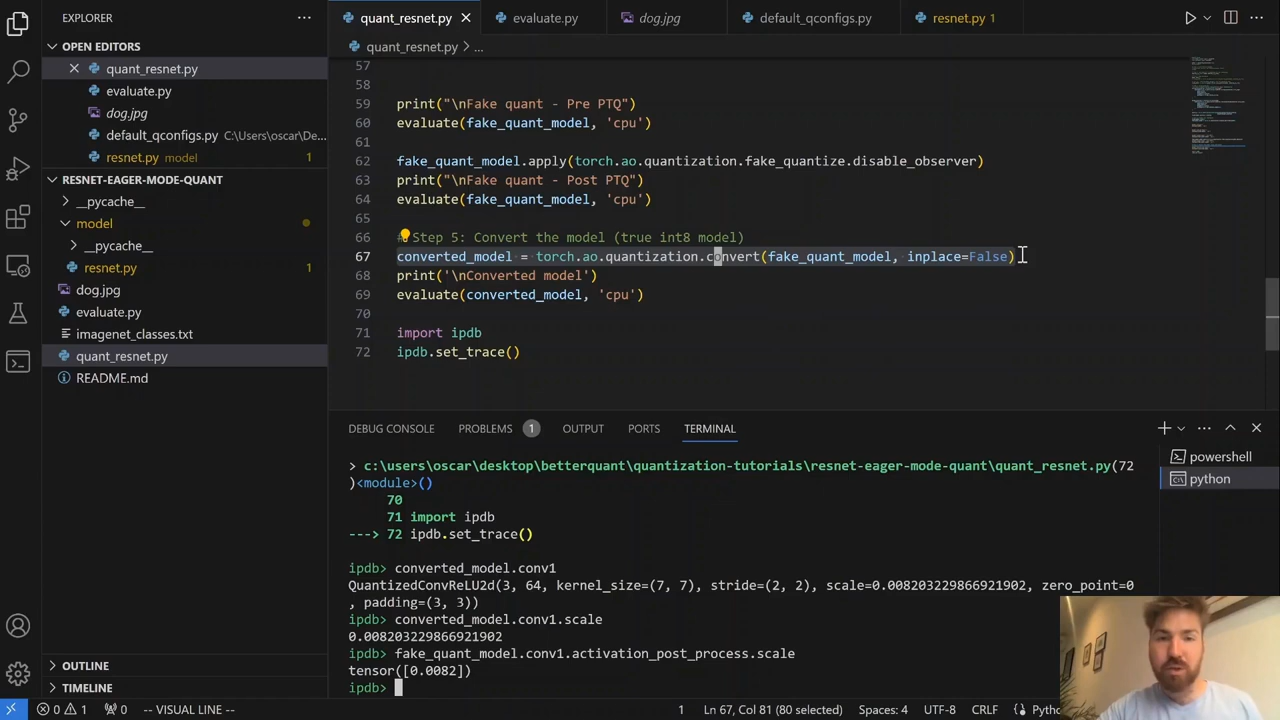 EXPLORER
OPEN EDITORS
quant_resnet.py
evaluate.py
dog.jpg
default_qconfigs.py C:\Users\oscar\De...
resnet.py model 1
RESNET-EAGER-MODE-QUANT
__pycache__
model
__pycache__
resnet.py 1
dog.jpg
evaluate.py
imagenet_classes.txt
quant_resnet.py
README.md
OUTLINE
TIMELINE
quant_resnet.py evaluate.py dog.jpg default_qconfigs.py resnet.py 1
quant_resnet.py > ...
57
58
59 print("\nFake quant - Pre PTQ")
60 evaluate(fake_quant_model, 'cpu')
61
62 fake_quant_model.apply(torch.ao.quantization.fake_quantize.disable_observer)
63 print("\nFake quant - Post PTQ")
64 evaluate(fake_quant_model, 'cpu')
65
66 # Step 5: Convert the model (true int8 model)
67 converted_model = torch.ao.quantization.convert(fake_quant_model, inplace=False)
68 print('\nConverted model')
69 evaluate(converted_model, 'cpu')
70
71 import ipdb
72 ipdb.set_trace()
DEBUG CONSOLE PROBLEMS 1 OUTPUT PORTS TERMINAL
> c:\users\oscar\desktop\betterquant\quantization-tutorials\resnet-eager-mode-quant\quant_resnet.py(72
)<module>()
70
71 import ipdb
---> 72 ipdb.set_trace()
ipdb> converted_model.conv1
QuantizedConvReLU2d(3, 64, kernel_size=(7, 7), stride=(2, 2), scale=0.008203229866921902, zero_point=0
, padding=(3, 3))
ipdb> converted_model.conv1.scale
0.008203229866921902
ipdb> fake_quant_model.conv1.activation_post_process.scale
tensor([0.0082])
ipdb>
powershell
python
0 1 0 -- VISUAL LINE -- 1 Ln 67, Col 81 (80 selected) Spaces: 4 UTF-8 CRLF